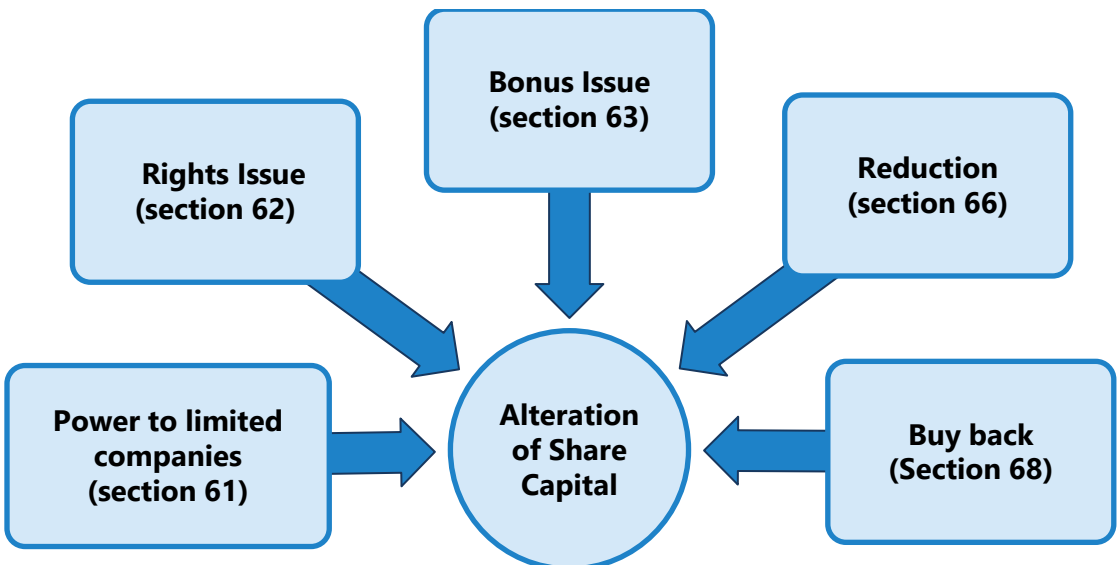 Bonus Issue
(section 63)
Rights Issue
(section 62)
Reduction
(section 66)
Power to limited
companies
(section 61)
Alteration
of Share
Capital
Buy back
(Section 68)